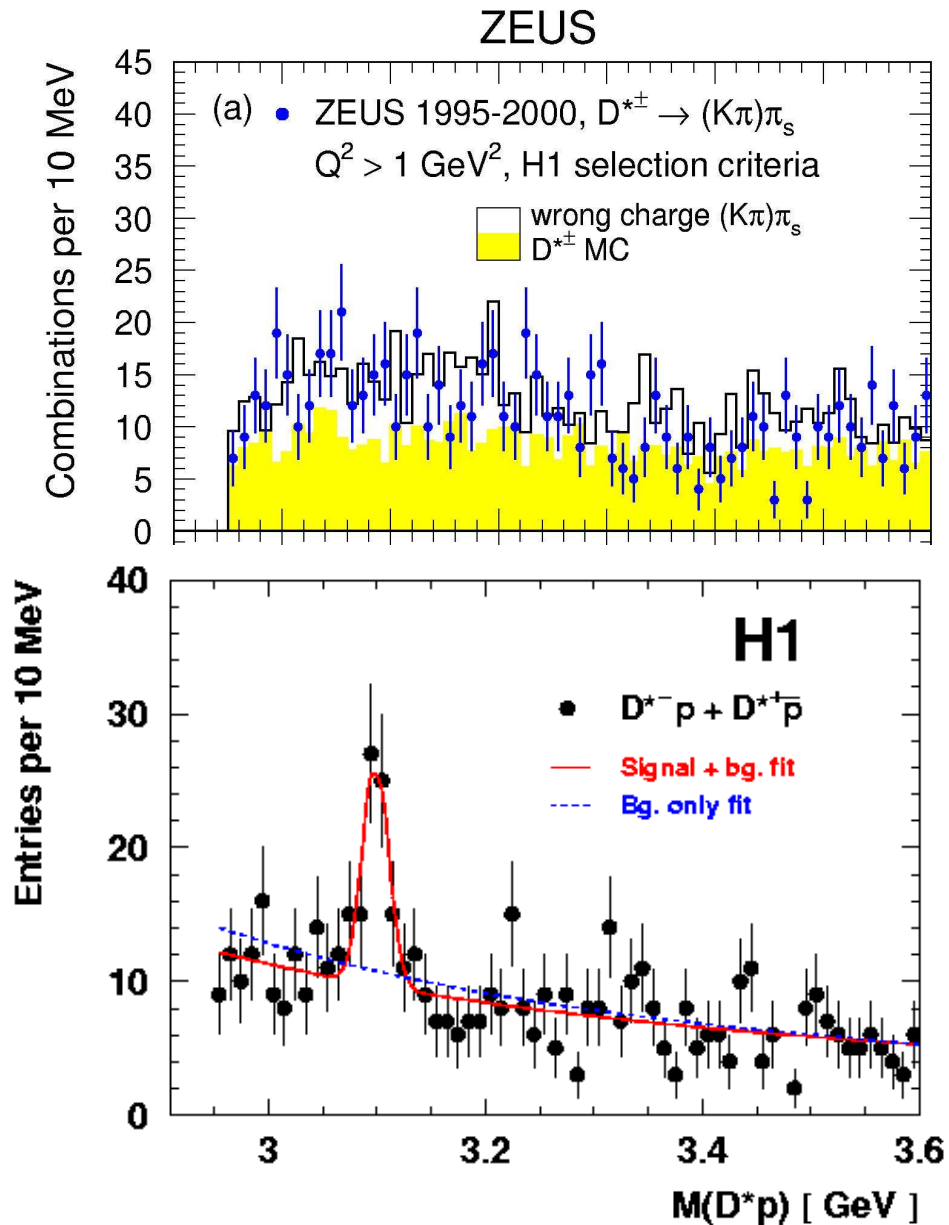 ZEUS
Combinations per 10 MeV
45
40
35
30
25
20
15
10
5
0
(a) ZEUS 1995-2000, D*± → (Kπ)πₛ
Q² > 1 GeV², H1 selection criteria
wrong charge (Kπ)πₛ
D*± MC
Entries per 10 MeV
40
30
20
10
0
H1
D*⁻p + D*⁺p̄
Signal + bg. fit
Bg. only fit
3 3.2 3.4 3.6
M(D*p) [ GeV ]